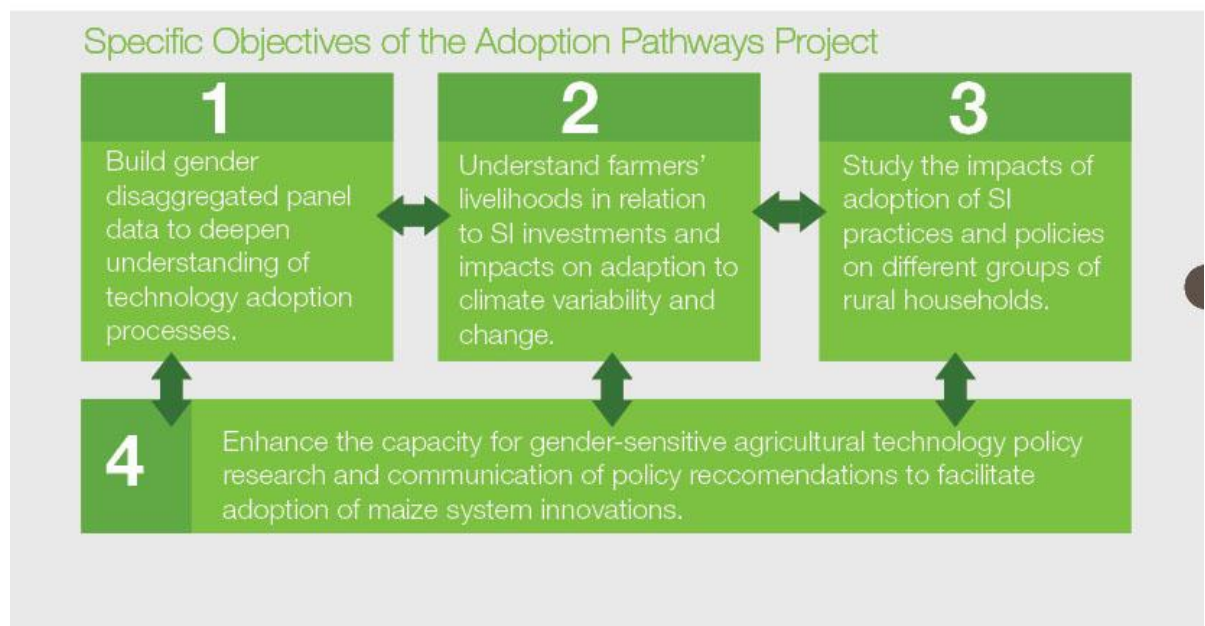 Specific Objectives of the Adoption Pathways Project
1
Build gender
disaggregated panel
data to deepen
understanding of
technology adoption
processes.
2
Understand farmers’
livelihoods in relation
to SI investments and
impacts on adaption to
climate variability and
change.
3
Study the impacts of
adoption of SI
practices and policies
on different groups of
rural households.
4
Enhance the capacity for gender-sensitive agricultural technology policy
research and communication of policy reccomendations to facilitate
adoption of maize system innovations.